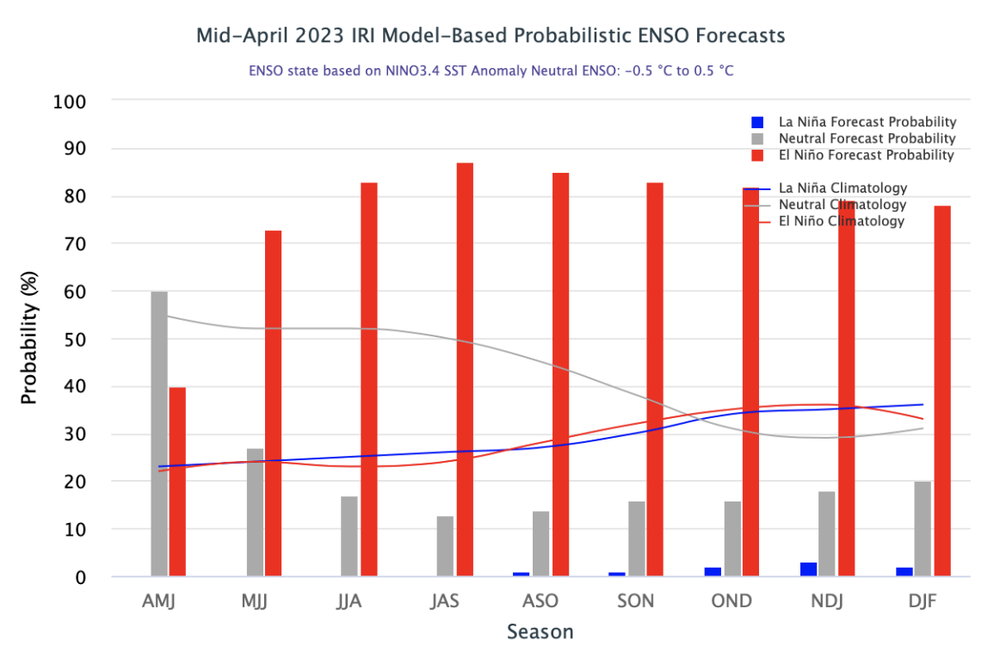 Mid-April 2023 IRI Model-Based Probabilistic ENSO Forecasts
ENSO state based on NINO3.4 SST Anomaly Neutral ENSO: -0.5 °C to 0.5 °C
100
90
80
70
60
50
40
30
20
10
0
Probability (%)
La Niña Forecast Probability
Neutral Forecast Probability
El Niño Forecast Probability
La Niña Climatology
Neutral Climatology
El Niño Climatology
AMJ MJJ JJA JAS ASO SON OND NDJ DJF
Season